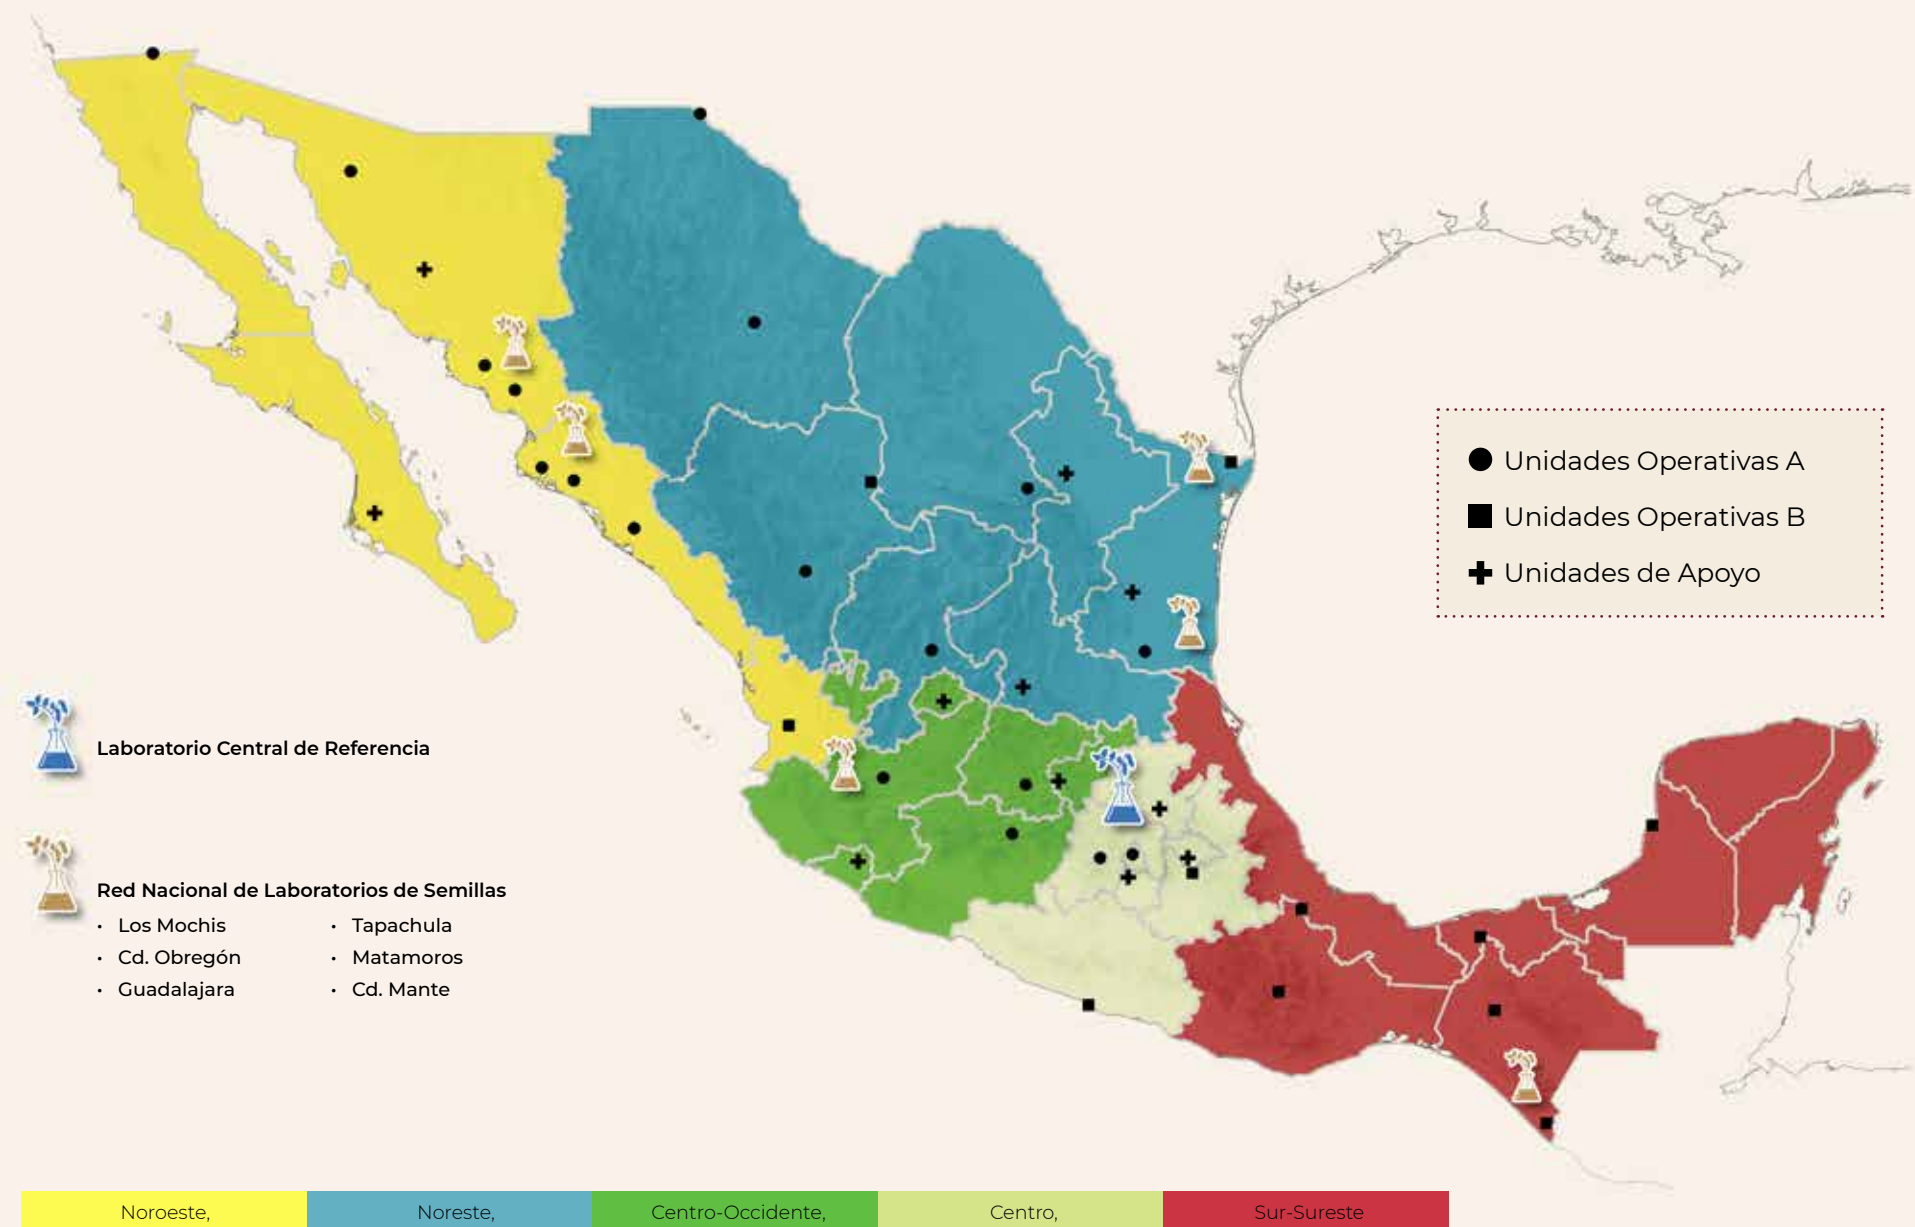 Unidades Operativas A
Unidades Operativas B
Unidades de Apoyo
Laboratorio Central de Referencia
Red Nacional de Laboratorios de Semillas
• Los Mochis
• Cd. Obregón
• Guadalajara
• Tapachula
• Matamoros
• Cd. Mante
Noroeste,
Noreste,
Centro-Occidente,
Centro,
Sur-Sureste